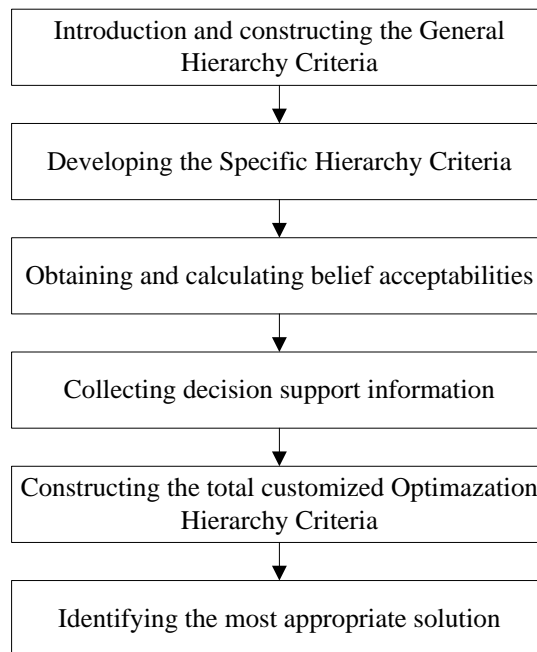 Introduction and constructing the General
Hierarchy Criteria
Developing the Specific Hierarchy Criteria
Obtaining and calculating belief acceptabilities
Collecting decision support information
Constructing the total customized Optimazation
Hierarchy Criteria
Identifying the most appropriate solution